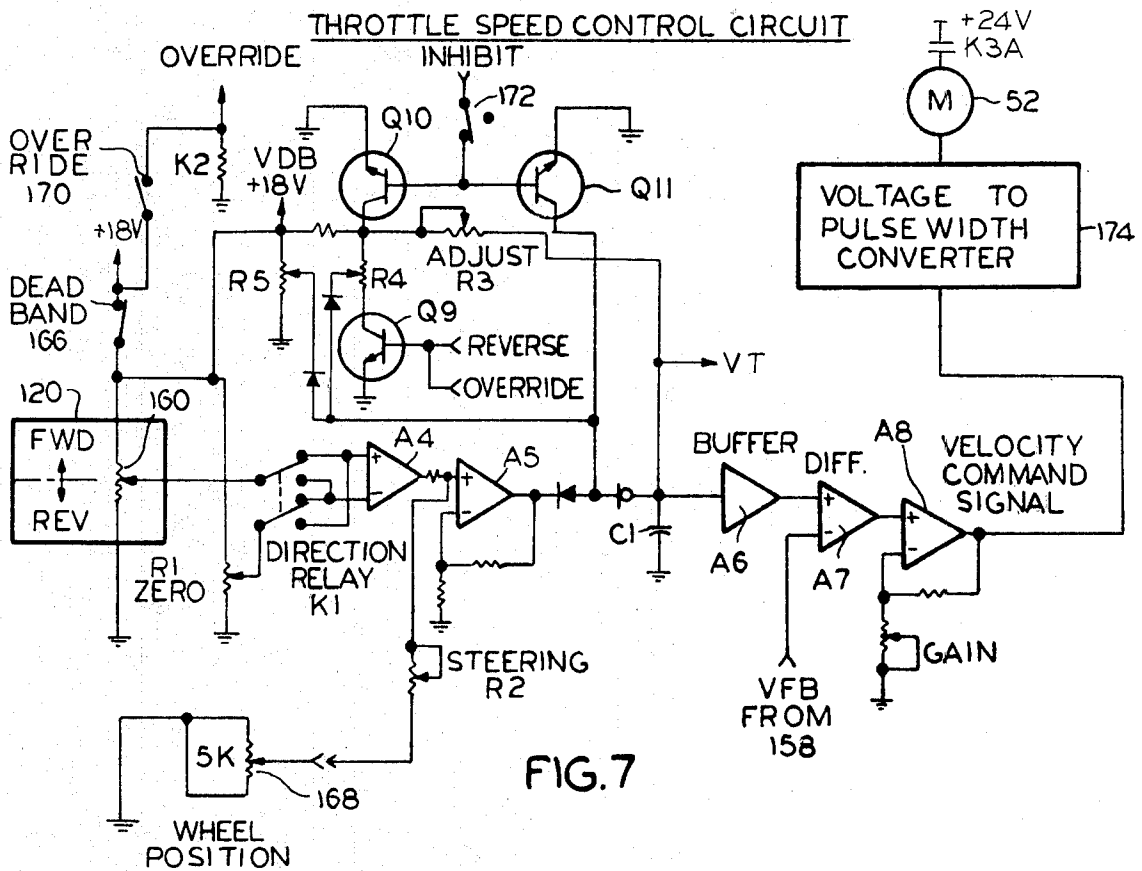 THROTTLE SPEED CONTROL CIRCUIT
OVERRIDE
INHIBIT
+24V
K3A
M
52
172
Q10
Q11
OVER
RIDE
170
K2
VDB
+18V
+18V
ADJUST
R3
R5
R4
VOLTAGE TO
PULSE WIDTH
CONVERTER
174
DEAD
BAND
166
Q9
REVERSE
OVERRIDE
VT
120
160
FWD
REV
A4
+
-
A5
+
-
BUFFER
A6
DIFF.
+
-
A7
A8
+
-
VELOCITY
COMMAND
SIGNAL
C1
R1
ZERO
DIRECTION
RELAY
K1
STEERING
R2
GAIN
VFB
FROM
158
5K
168
WHEEL
POSITION
FIG.7